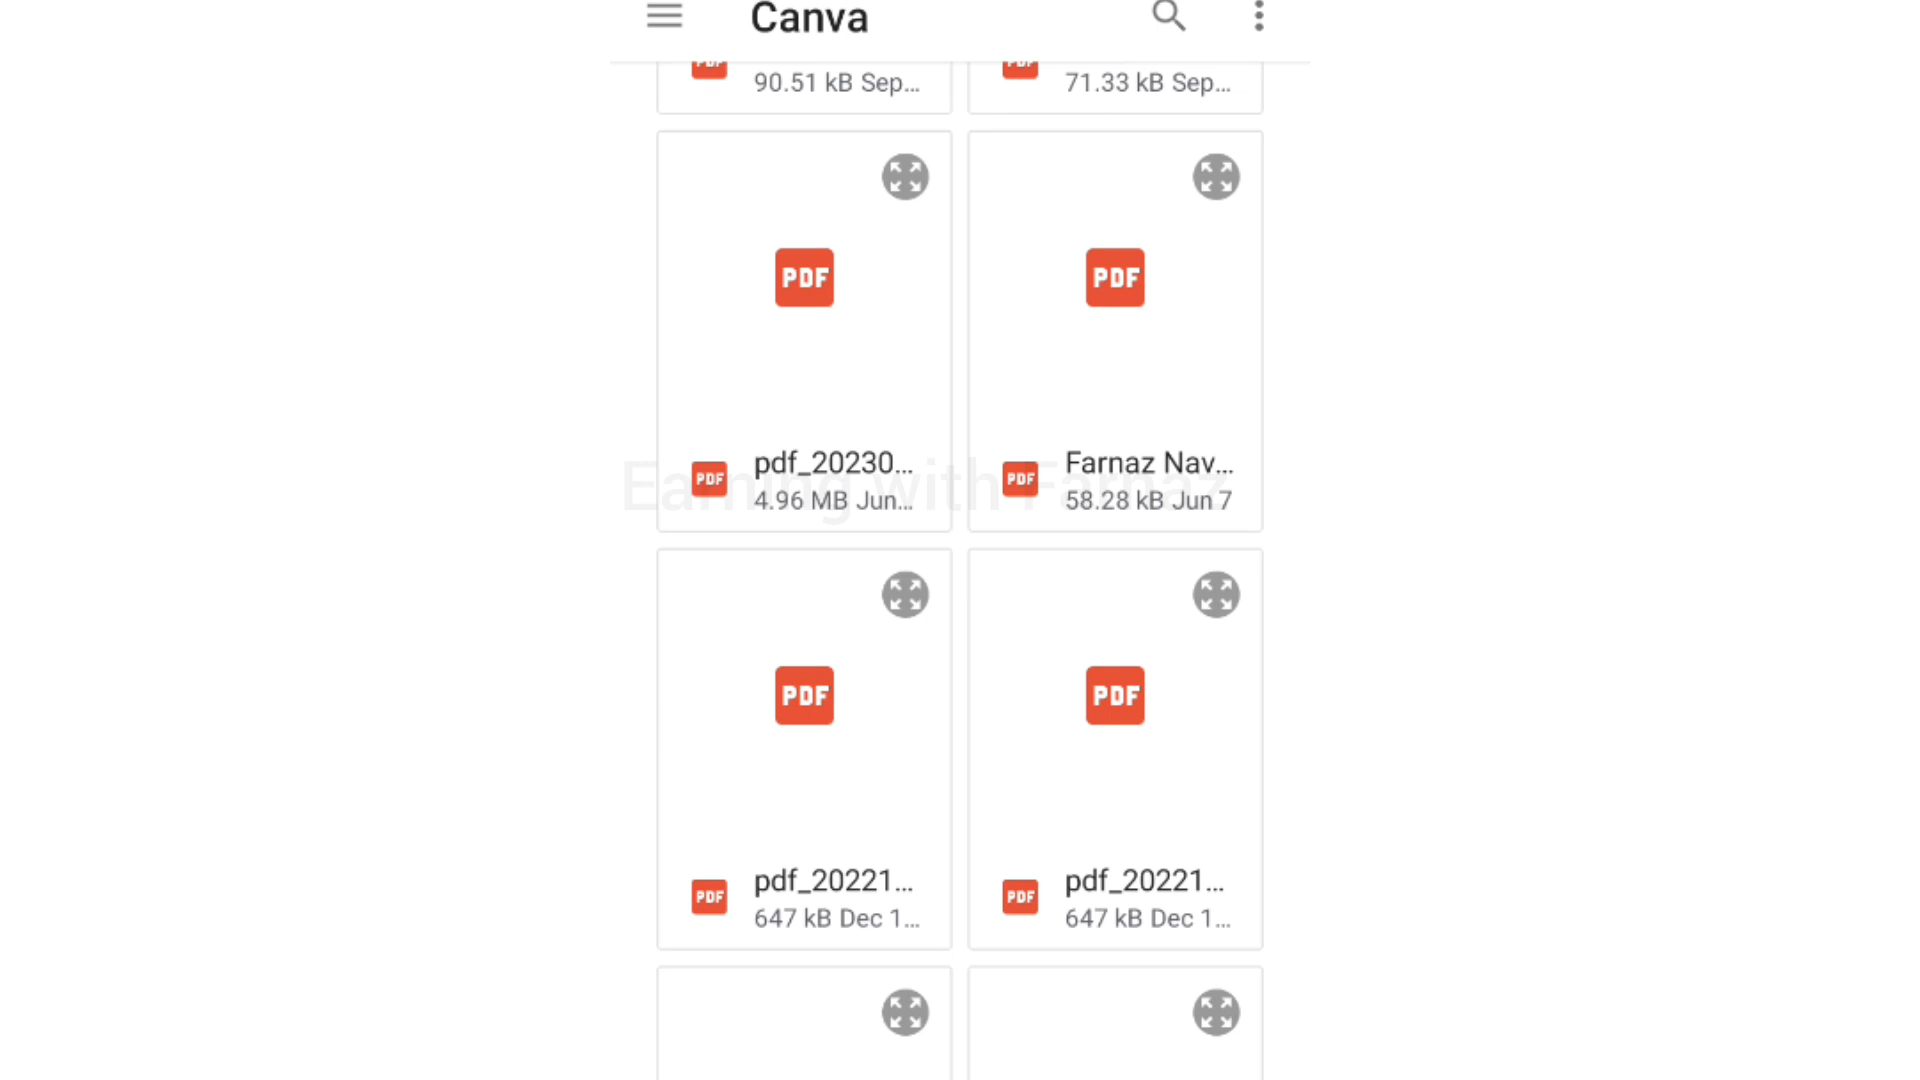 Canva
90.51 kB Sep...
71.33 kB Sep...
PDF
PDF
PDF
pdf_20230...
4.96 MB Jun...
PDF
Farnaz Nav...
58.28 kB Jun 7
Earning with Farnaz
PDF
PDF
PDF
pdf_20221...
647 kB Dec 1...
PDF
pdf_20221...
647 kB Dec 1...